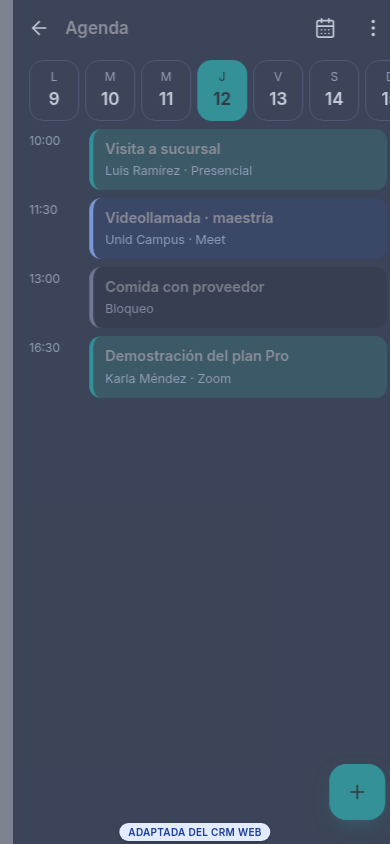 Agenda
L
9
M
10
M
11
J
12
V
13
S
14
10:00
Visita a sucursal
Luis Ramírez · Presencial
11:30
Videollamada · maestría
Unid Campus · Meet
13:00
Comida con proveedor
Bloqueo
16:30
Demostración del plan Pro
Karla Méndez · Zoom
+
ADAPTADA DEL CRM WEB